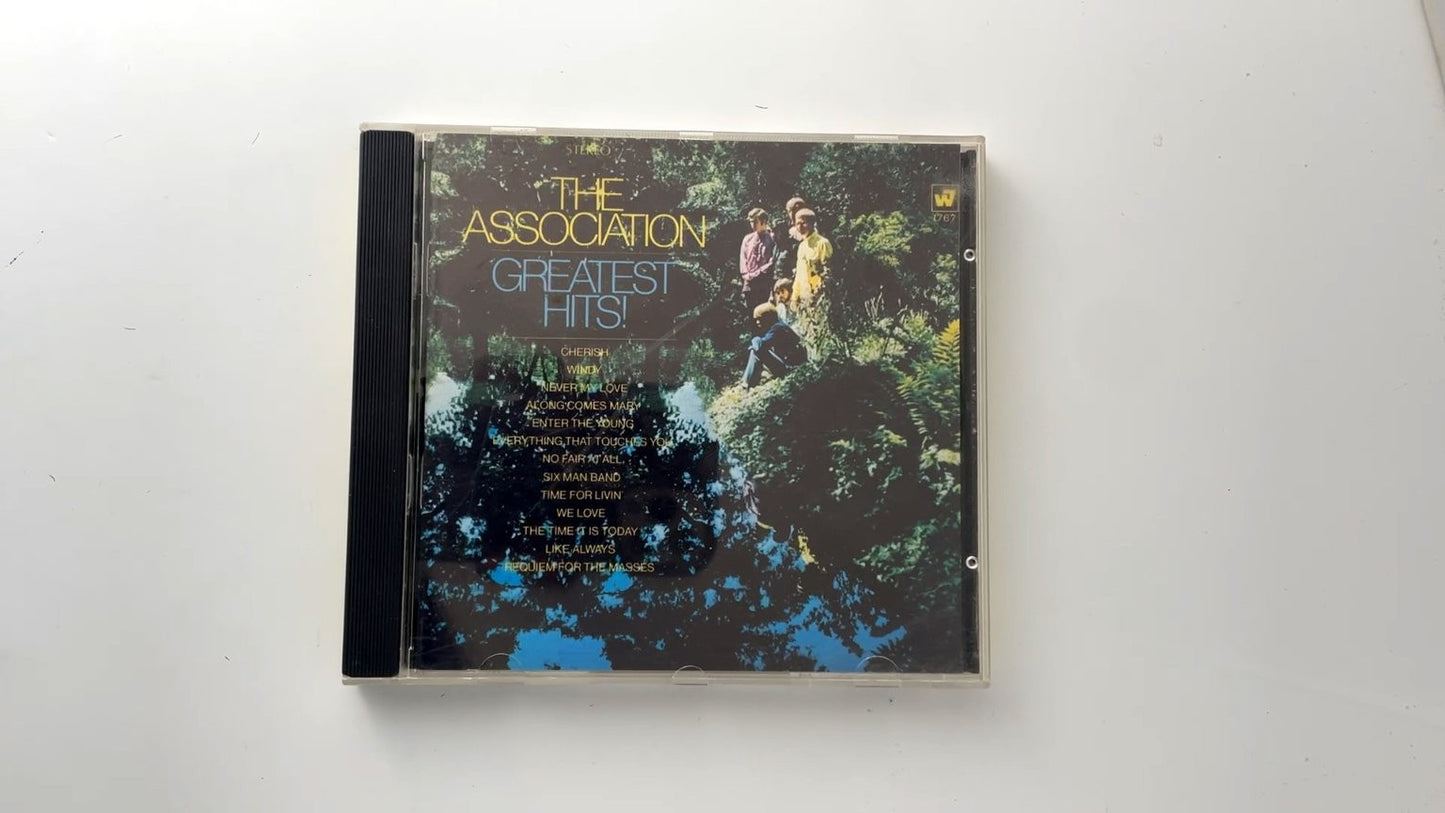 STEREO
THE
ASSOCIATION
GREATEST
HITS!
W7
1767
CHERISH
WINDY
NEVER MY LOVE
ALONG COMES MARY
ENTER THE YOUNG
EVERYTHING THAT TOUCHES YOU
NO FAIR AT ALL
SIX MAN BAND
TIME FOR LIVIN'
WE LOVE
THE TIME IT IS TODAY
LIKE ALWAYS
REQUIEM FOR THE MASSES